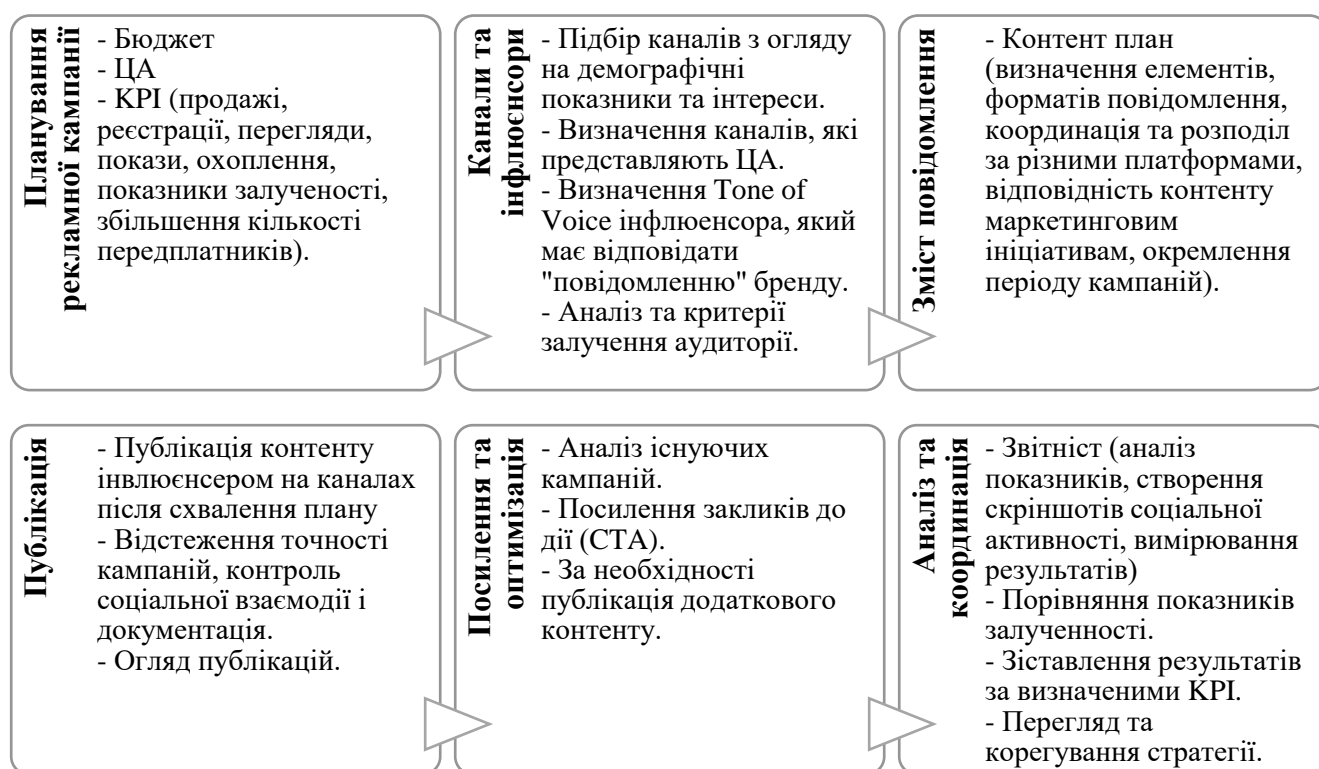 Планування
рекламної кампанії
- Бюджет
- ЦА
- KPI (продажі,
реєстрації, перегляди,
покази, охоплення,
показники залученості,
збільшення кількості
передплатників).
Канали та
інфлюєнсори
- Підбір каналів з огляду
на демографічні
показники та інтереси.
- Визначення каналів, які
представляють ЦА.
- Визначення Tone of
Voice інфлюенсора, який
має відповідати
"повідомленню" бренду.
- Аналіз та критерії
залучення аудиторії.
Зміст повідомлення
- Контент план
(визначення елементів,
форматів повідомлення,
координація та розподіл
за різними платформами,
відповідність контенту
маркетинговим
ініціативам, окремлення
періоду кампаній).
Публікація
- Публікація контенту
інвлюєнсером на каналах
після схвалення плану
- Відстеження точності
кампаній, контроль
соціальної взаємодії і
документація.
- Огляд публікацій.
Посилення та
оптимізація
- Аналіз існуючих
кампаній.
- Посилення закликів до
дії (CTA).
- За необхідності
публікація додаткового
контенту.
Аналіз та
координація
- Звітність (аналіз
показників, створення
скріншотів соціальної
активності, вимірювання
результатів)
- Порівняння показників
залученності.
- Зіставлення результатів
за визначеними KPI.
- Перегляд та
корегування стратегії.